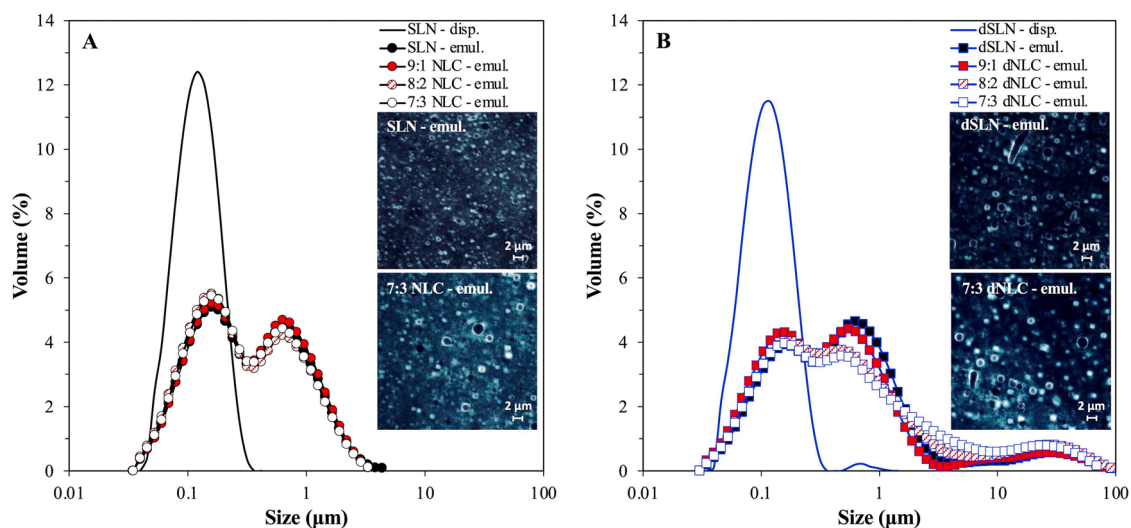 A
SLN - disp.
SLN - emul.
9:1 NLC - emul.
8:2 NLC - emul.
7:3 NLC - emul.
SLN - emul.
2 µm
7:3 NLC - emul.
2 µm
Volume (%)
14
12
10
8
6
4
2
0
0.01 0.1 1 10 100
Size (µm)
B
dSLN - disp.
dSLN - emul.
9:1 dNLC - emul.
8:2 dNLC - emul.
7:3 dNLC - emul.
dSLN - emul.
2 µm
7:3 dNLC - emul.
2 µm
Volume (%)
14
12
10
8
6
4
2
0
0.01 0.1 1 10 100
Size (µm)